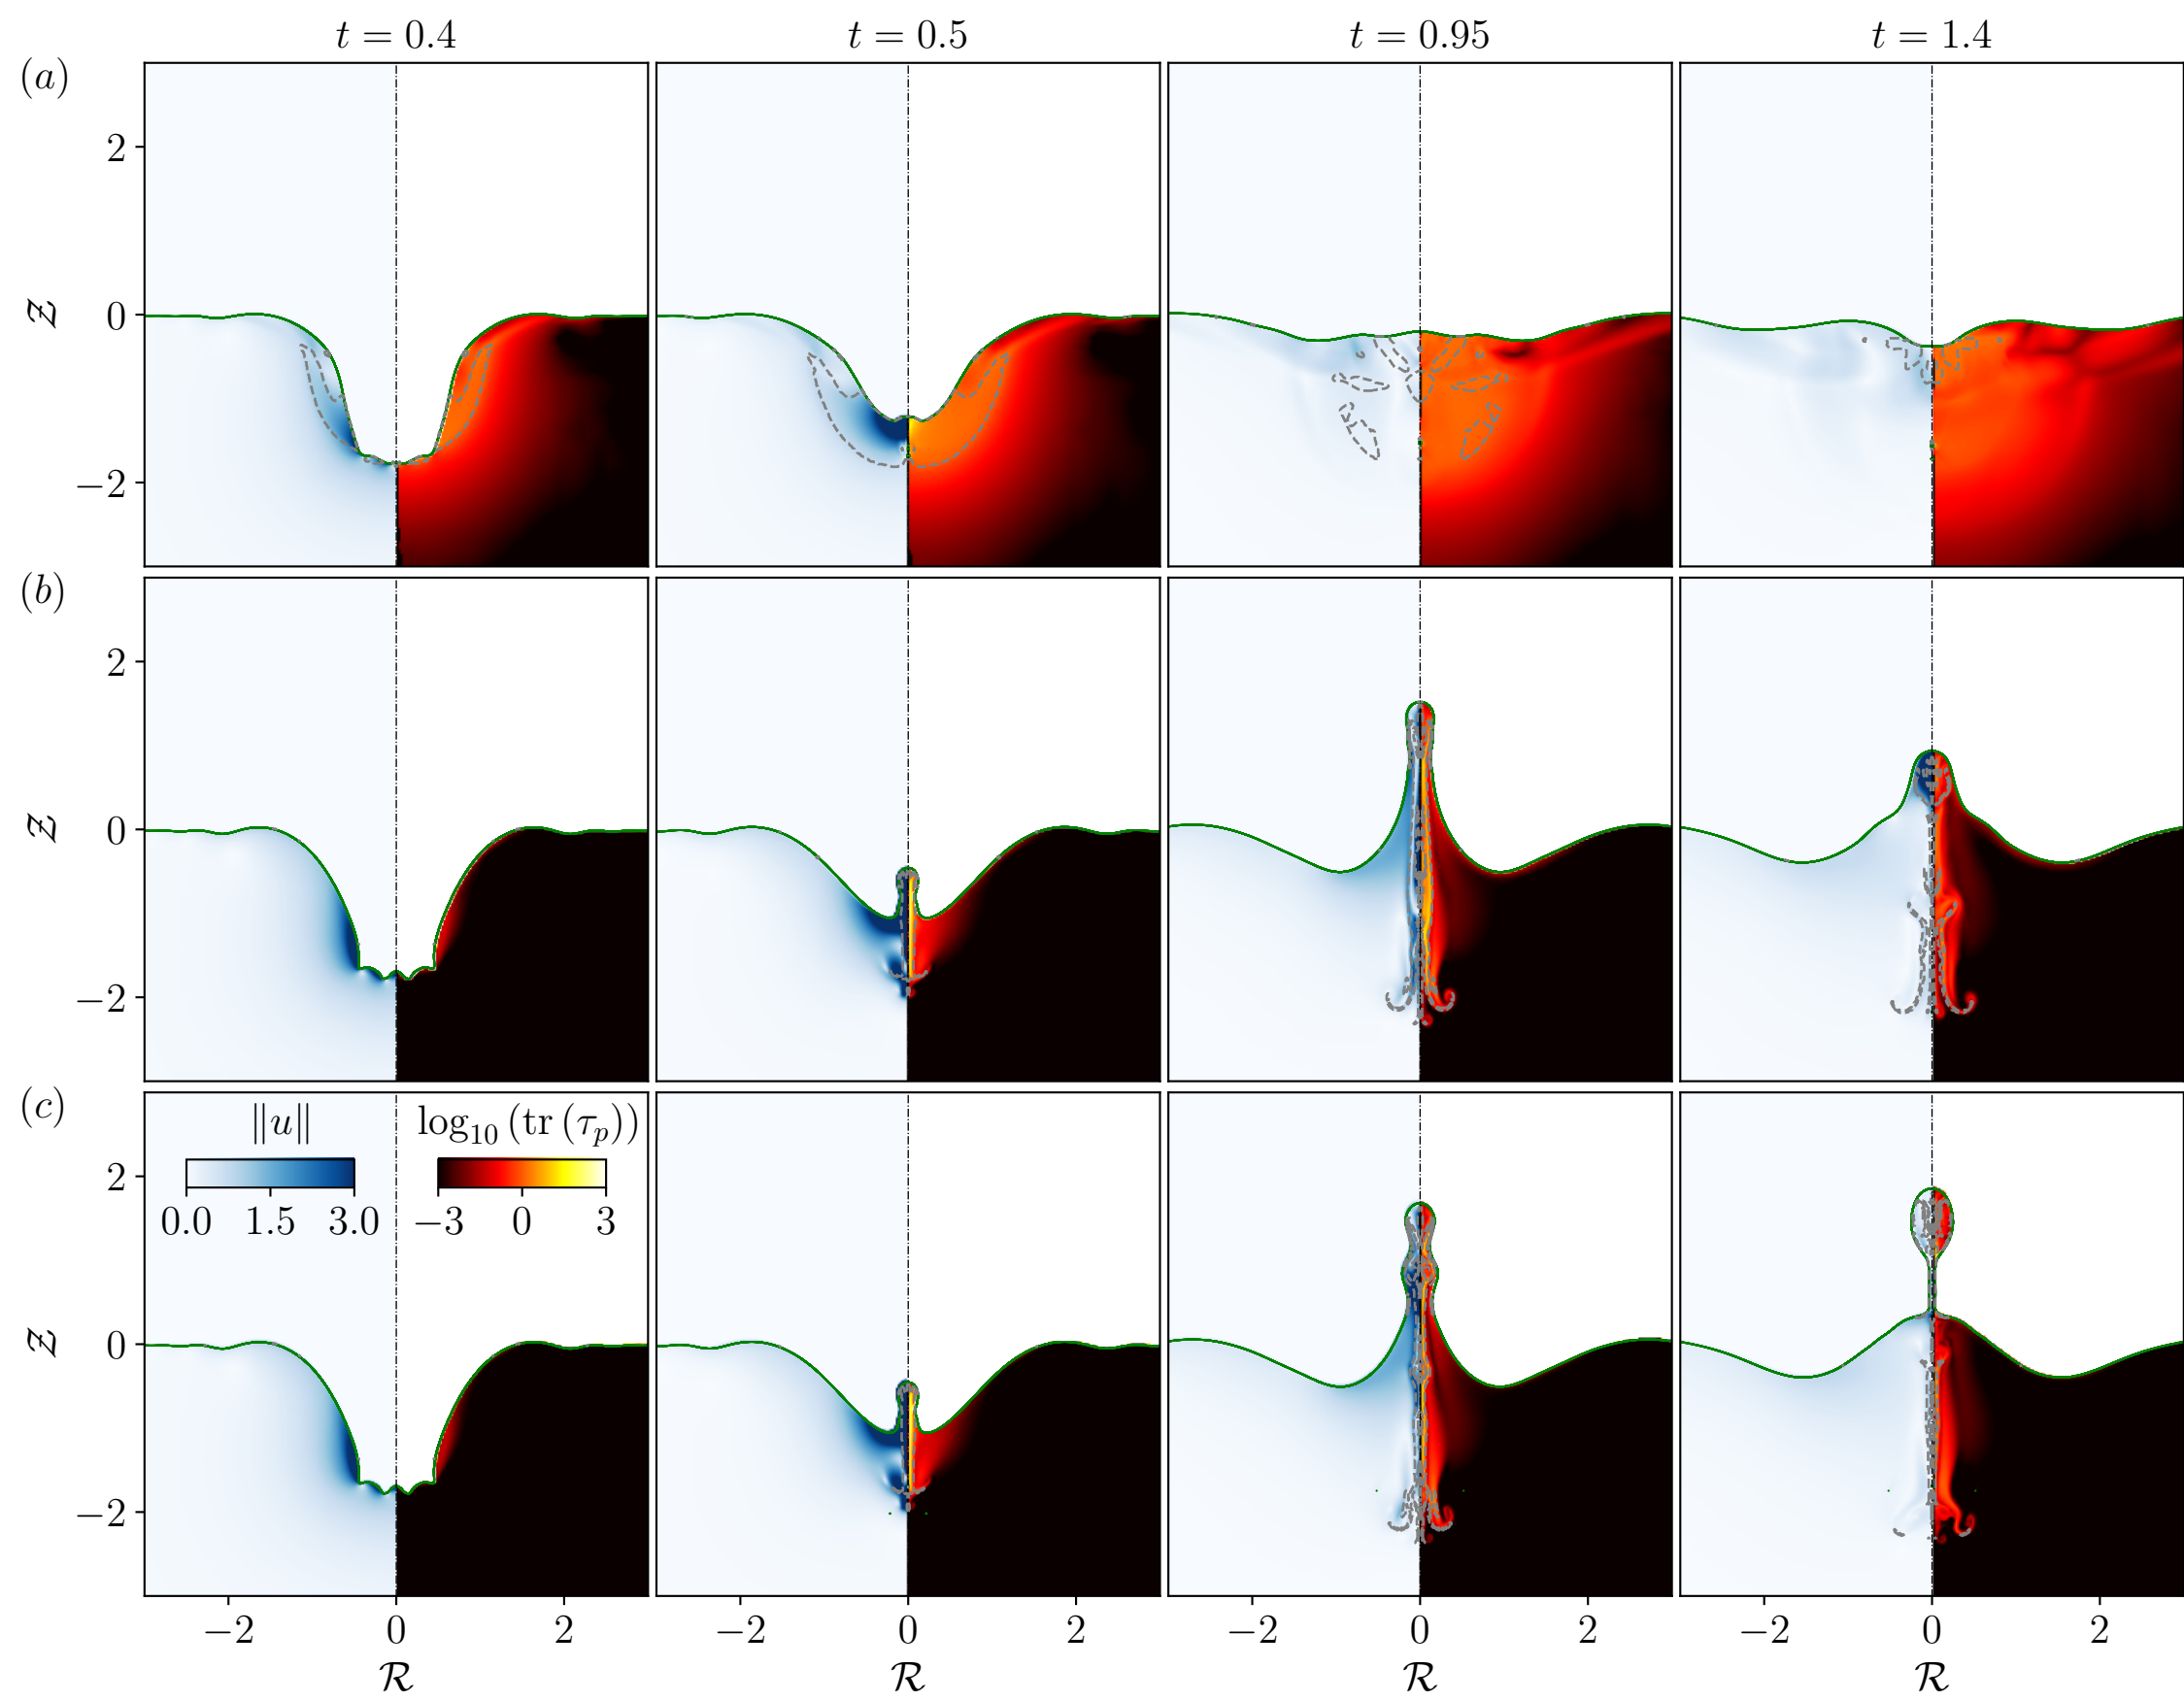 t = 0.4 t = 0.5 t = 0.95 t = 1.4
(a)
2
0
−2
𝒵
(b)
2
0
−2
𝒵
(c)
‖u‖ log₁₀ (tr (τₚ))
0.0 1.5 3.0 −3 0 3
2
0
−2
𝒵
−2 0 2 −2 0 2 −2 0 2 −2 0 2
ℛ ℛ ℛ ℛ